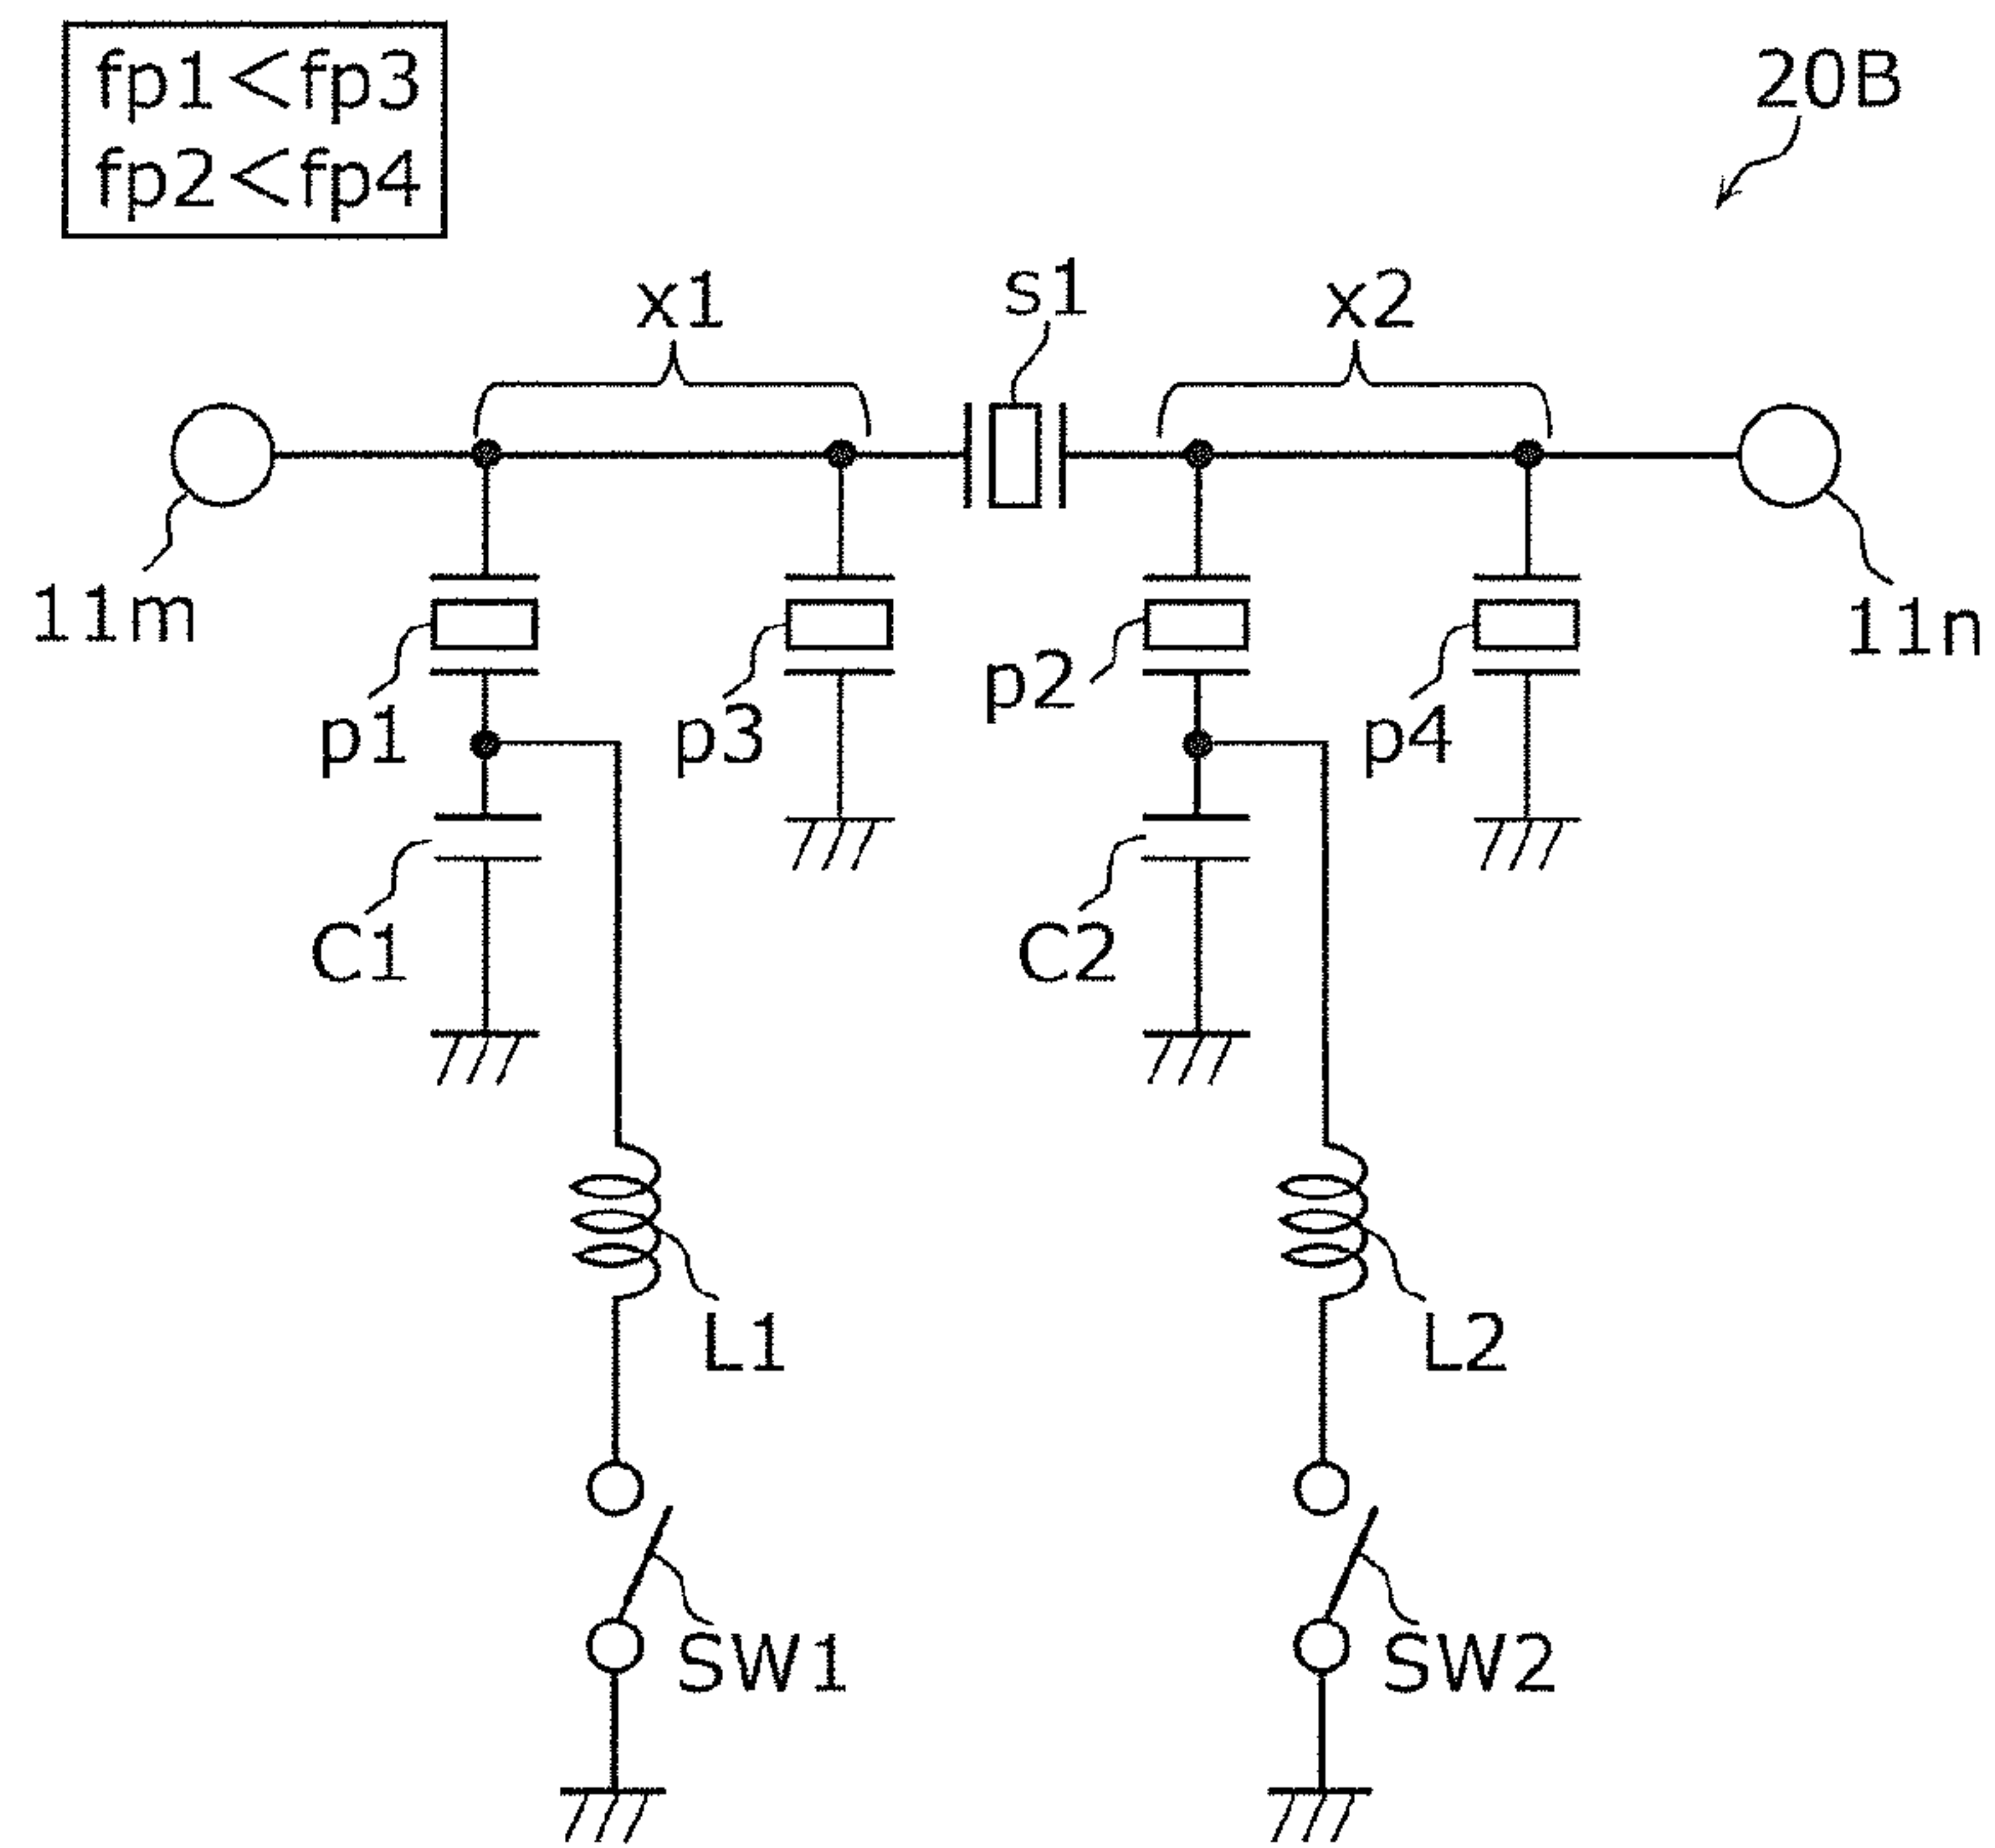 fp1<fp3
fp2<fp4
20B
x1
s1
x2
11m
11n
p1
p3
p2
p4
C1
C2
L1
L2
SW1
SW2